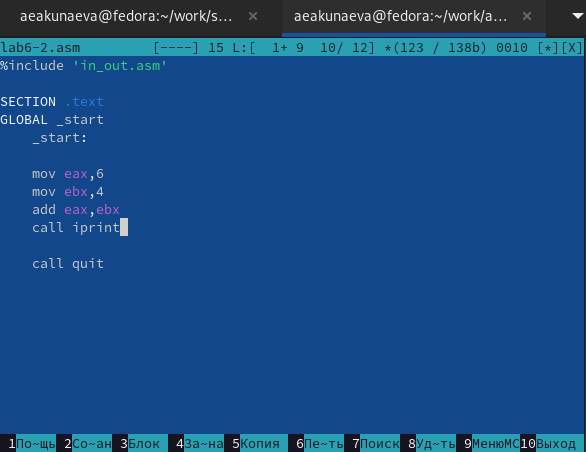 aeakunaeva@fedora:~/work/s... × aeakunaeva@fedora:~/work/a... ×
lab6-2.asm [----] 15 L:[ 1+ 9 10/ 12] *(123 / 138b) 0010 [*][X]
%include 'in_out.asm'
SECTION .text
GLOBAL _start
_start:
mov eax,6
mov ebx,4
add eax,ebx
call iprint
call quit
1По~щь 2Со~ан 3Блок 4За~на 5Копия 6Пе~ть 7Поиск 8Уд~ть 9МенюMC 10Выход